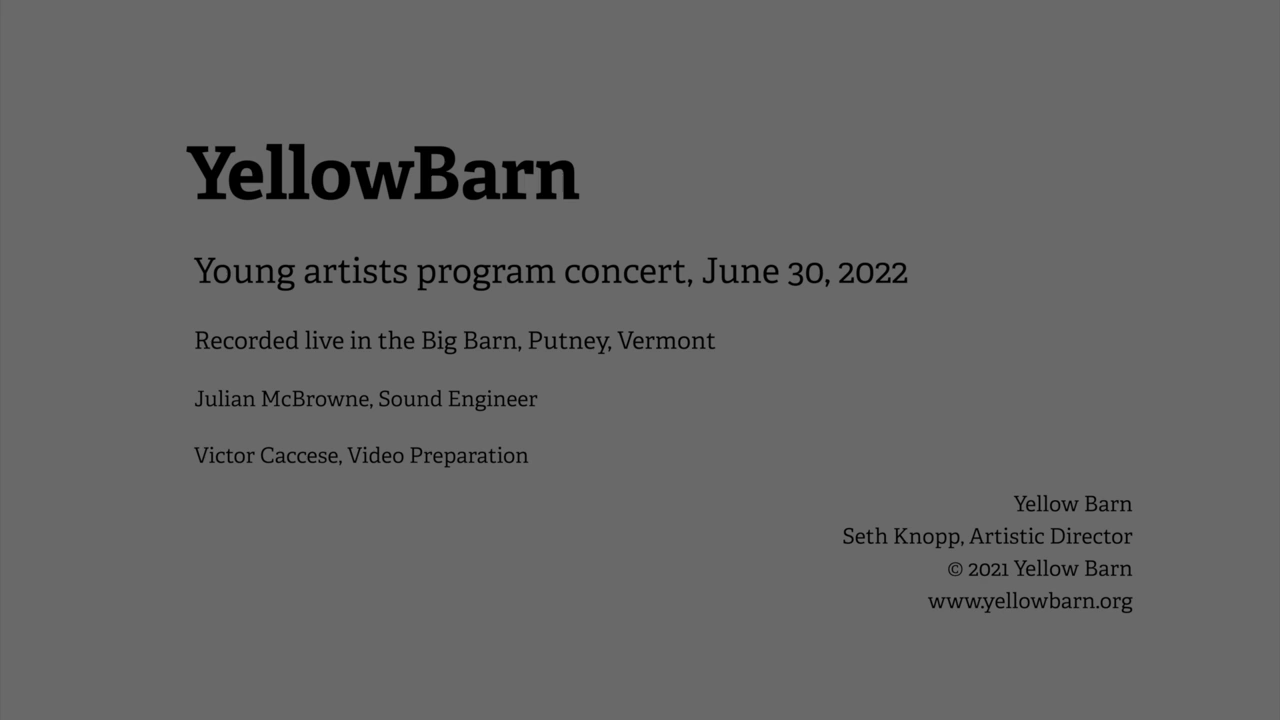 YellowBarn
Young artists program concert, June 30, 2022
Recorded live in the Big Barn, Putney, Vermont
Julian McBrowne, Sound Engineer
Victor Caccese, Video Preparation
Yellow Barn
Seth Knopp, Artistic Director
© 2021 Yellow Barn
www.yellowbarn.org